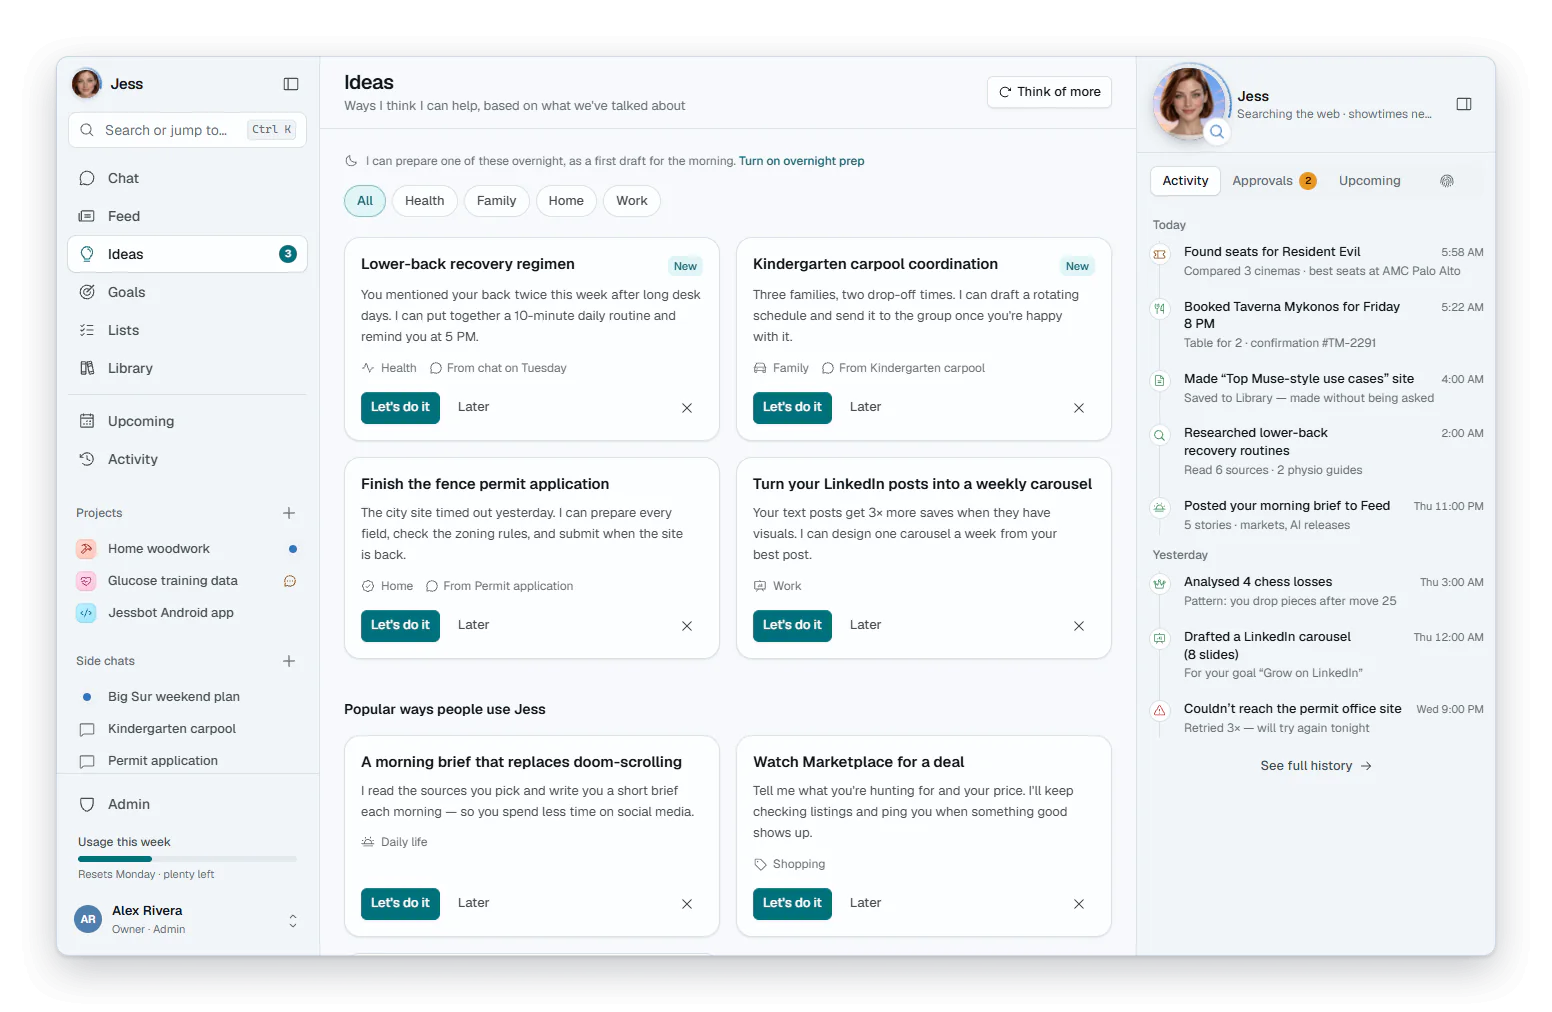 Jess
Search or jump to... Ctrl K
Chat
Feed
Ideas 3
Goals
Lists
Library
Upcoming
Activity
Projects
Home woodwork
Glucose training data
Jessbot Android app
Side chats
Big Sur weekend plan
Kindergarten carpool
Permit application
Admin
Usage this week
Resets Monday · plenty left
AR
Alex Rivera
Owner · Admin
Ideas
Ways I think I can help, based on what we've talked about
Think of more
I can prepare one of these overnight, as a first draft for the morning. Turn on overnight prep
All Health Family Home Work
Lower-back recovery regimen New
You mentioned your back twice this week after long desk
days. I can put together a 10-minute daily routine and
remind you at 5 PM.
Health From chat on Tuesday
Let's do it Later
Kindergarten carpool coordination New
Three families, two drop-off times. I can draft a rotating
schedule and send it to the group once you're happy
with it.
Family From Kindergarten carpool
Let's do it Later
Finish the fence permit application
The city site timed out yesterday. I can prepare every
field, check the zoning rules, and submit when the site
is back.
Home From Permit application
Let's do it Later
Turn your LinkedIn posts into a weekly carousel
Your text posts get 3× more saves when they have
visuals. I can design one carousel a week from your
best post.
Work
Let's do it Later
Popular ways people use Jess
A morning brief that replaces doom-scrolling
I read the sources you pick and write you a short brief
each morning — so you spend less time on social media.
Daily life
Let's do it Later
Watch Marketplace for a deal
Tell me what you're hunting for and your price. I'll keep
checking listings and ping you when something good
shows up.
Shopping
Let's do it Later
Jess
Searching the web · showtimes ne...
Activity Approvals 2 Upcoming
Today
Found seats for Resident Evil 5:58 AM
Compared 3 cinemas · best seats at AMC Palo Alto
Booked Taverna Mykonos for Friday 5:22 AM
8 PM
Table for 2 · confirmation #TM-2291
Made “Top Muse-style use cases” site 4:00 AM
Saved to Library — made without being asked
Researched lower-back 2:00 AM
recovery routines
Read 6 sources · 2 physio guides
Posted your morning brief to Feed Thu 11:00 PM
5 stories · markets, AI releases
Yesterday
Analysed 4 chess losses Thu 3:00 AM
Pattern: you drop pieces after move 25
Drafted a LinkedIn carousel Thu 12:00 AM
(8 slides)
For your goal “Grow on LinkedIn”
Couldn’t reach the permit office site Wed 9:00 PM
Retried 3× — will try again tonight
See full history